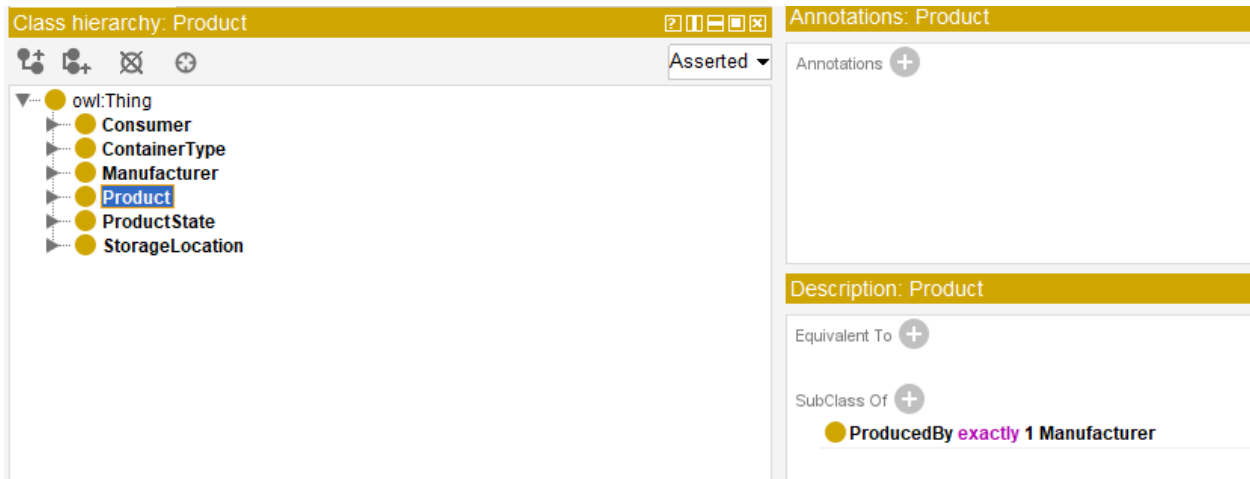 Class hierarchy: Product
Asserted
owl:Thing
Consumer
ContainerType
Manufacturer
Product
ProductState
StorageLocation
Annotations: Product
Annotations
Description: Product
Equivalent To
SubClass Of
ProducedBy exactly 1 Manufacturer